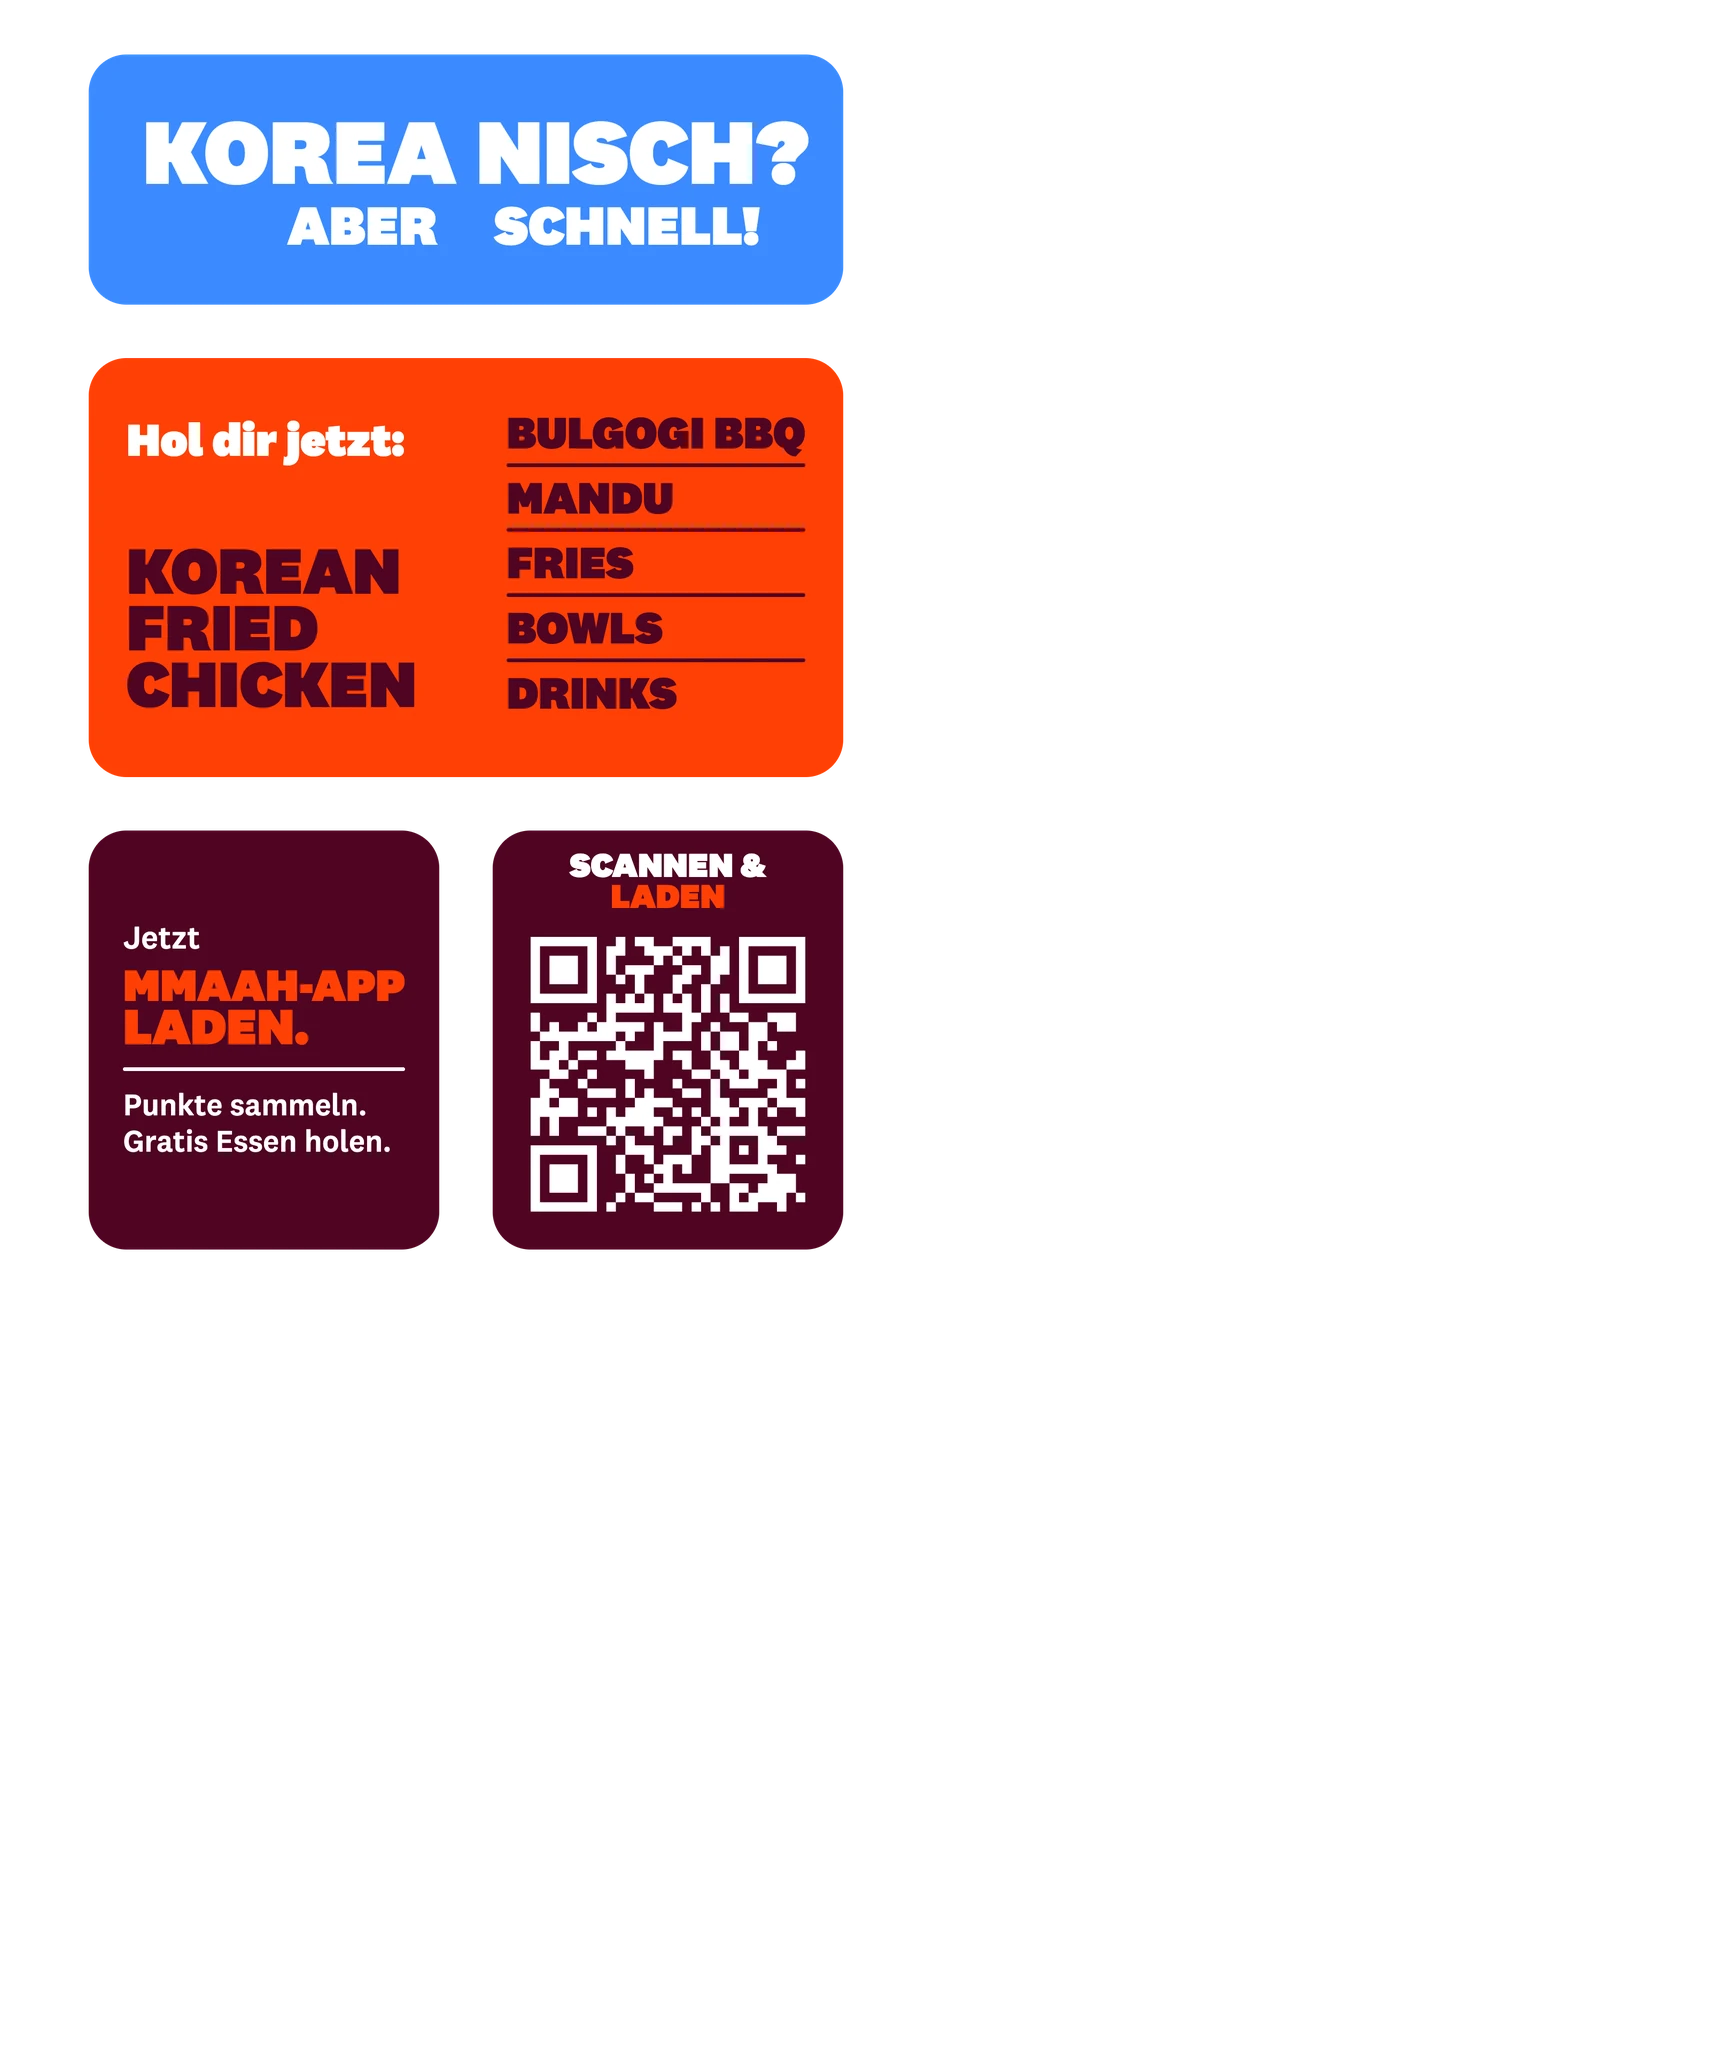 KOREA NISCH?
ABER SCHNELL!
Hol dir jetzt:
KOREAN
FRIED
CHICKEN
BULGOGI BBQ
MANDU
FRIES
BOWLS
DRINKS
Jetzt
MMAAH-APP
LADEN.
Punkte sammeln.
Gratis Essen holen.
SCANNEN &
LADEN